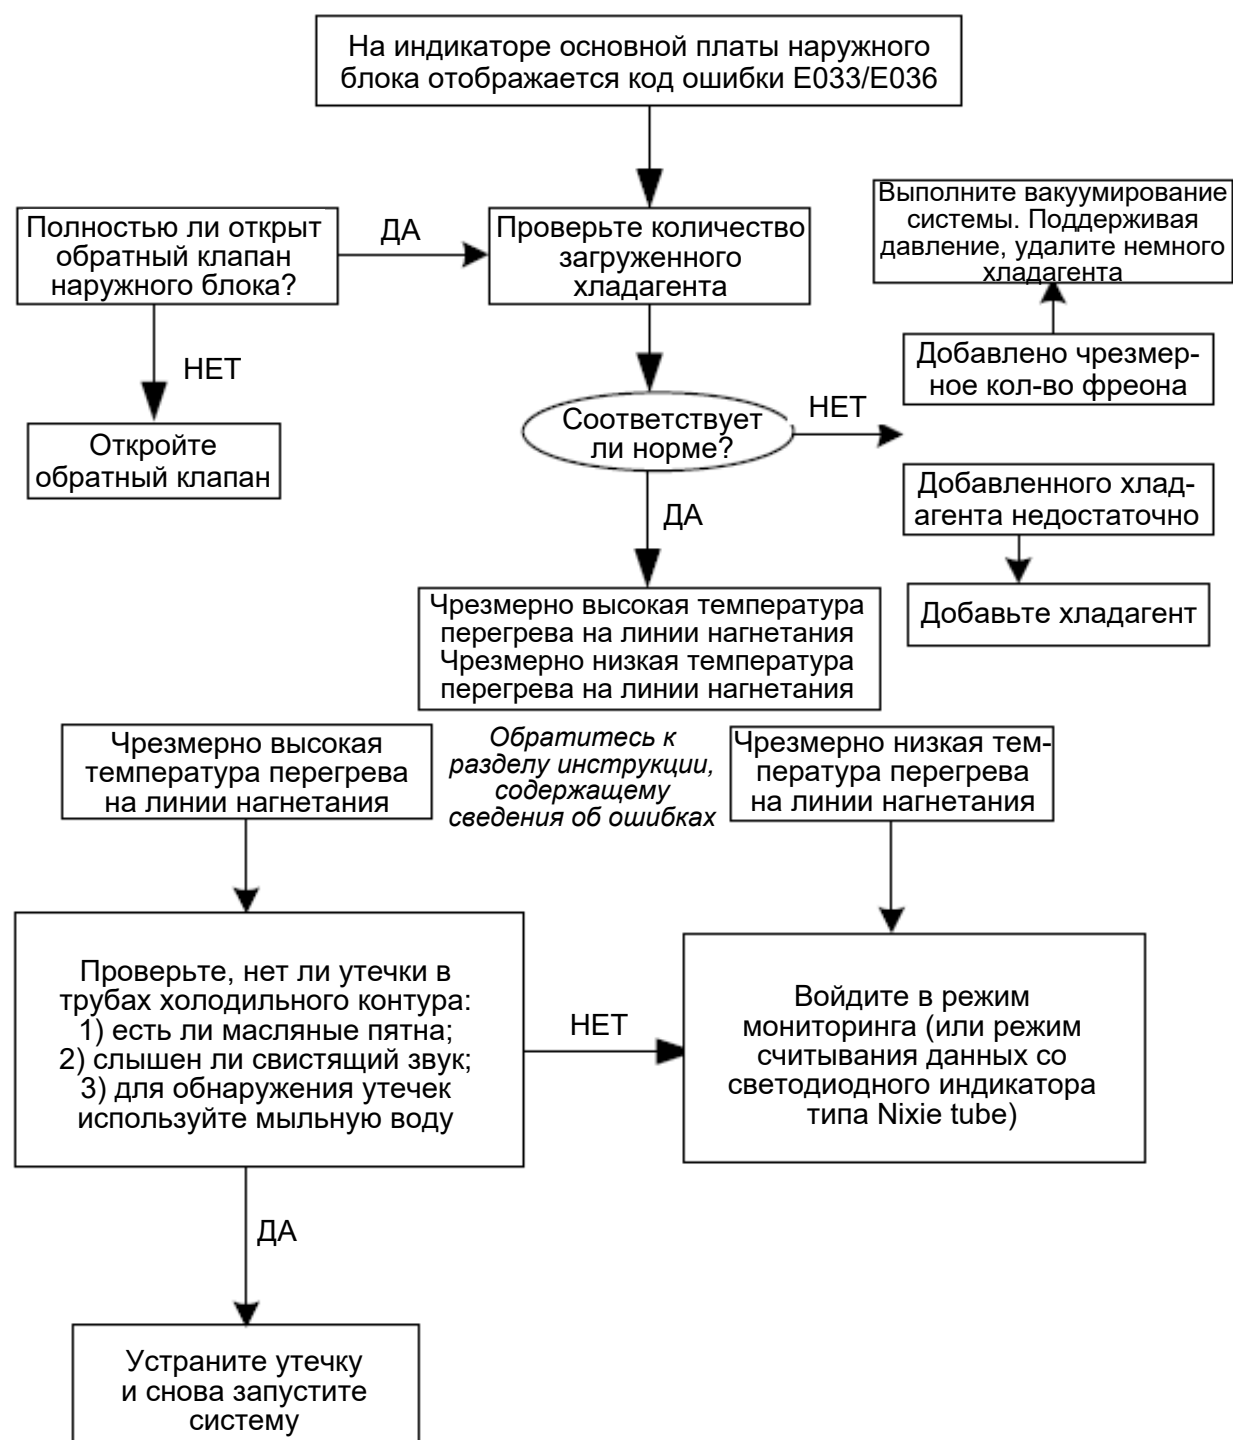 На индикаторе основной платы наружного
блока отображается код ошибки E033/E036
Выполните вакуумирование
системы. Поддерживая
давление, удалите немного
хладагента
Полностью ли открыт
обратный клапан
наружного блока?
ДА
Проверьте количество
загруженного
хладагента
НЕТ
Добавлено чрезмер-
ное кол-во фреона
Откройте
обратный клапан
Соответствует
ли норме?
НЕТ
Добавленного хлад-
агента недостаточно
ДА
Добавьте хладагент
Чрезмерно высокая температура
перегрева на линии нагнетания
Чрезмерно низкая температура
перегрева на линии нагнетания
Чрезмерно высокая
температура перегрева
на линии нагнетания
Обратитесь к
разделу инструкции,
содержащему
сведения об ошибках
Чрезмерно низкая тем-
пература перегрева
на линии нагнетания
Проверьте, нет ли утечки в
трубах холодильного контура:
1) есть ли масляные пятна;
2) слышен ли свистящий звук;
3) для обнаружения утечек
используйте мыльную воду
НЕТ
Войдите в режим
мониторинга (или режим
считывания данных со
светодиодного индикатора
типа Nixie tube)
ДА
Устраните утечку
и снова запустите
систему